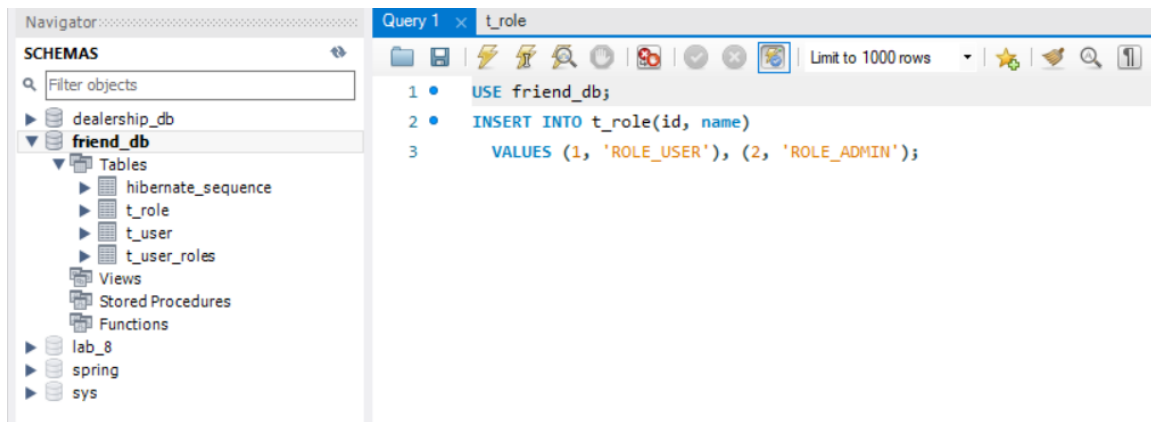 Navigator
SCHEMAS
Filter objects
dealership_db
friend_db
Tables
hibernate_sequence
t_role
t_user
t_user_roles
Views
Stored Procedures
Functions
lab_8
spring
sys
Query 1 × t_role
Limit to 1000 rows
1 USE friend_db;
2 INSERT INTO t_role(id, name)
3 VALUES (1, 'ROLE_USER'), (2, 'ROLE_ADMIN');